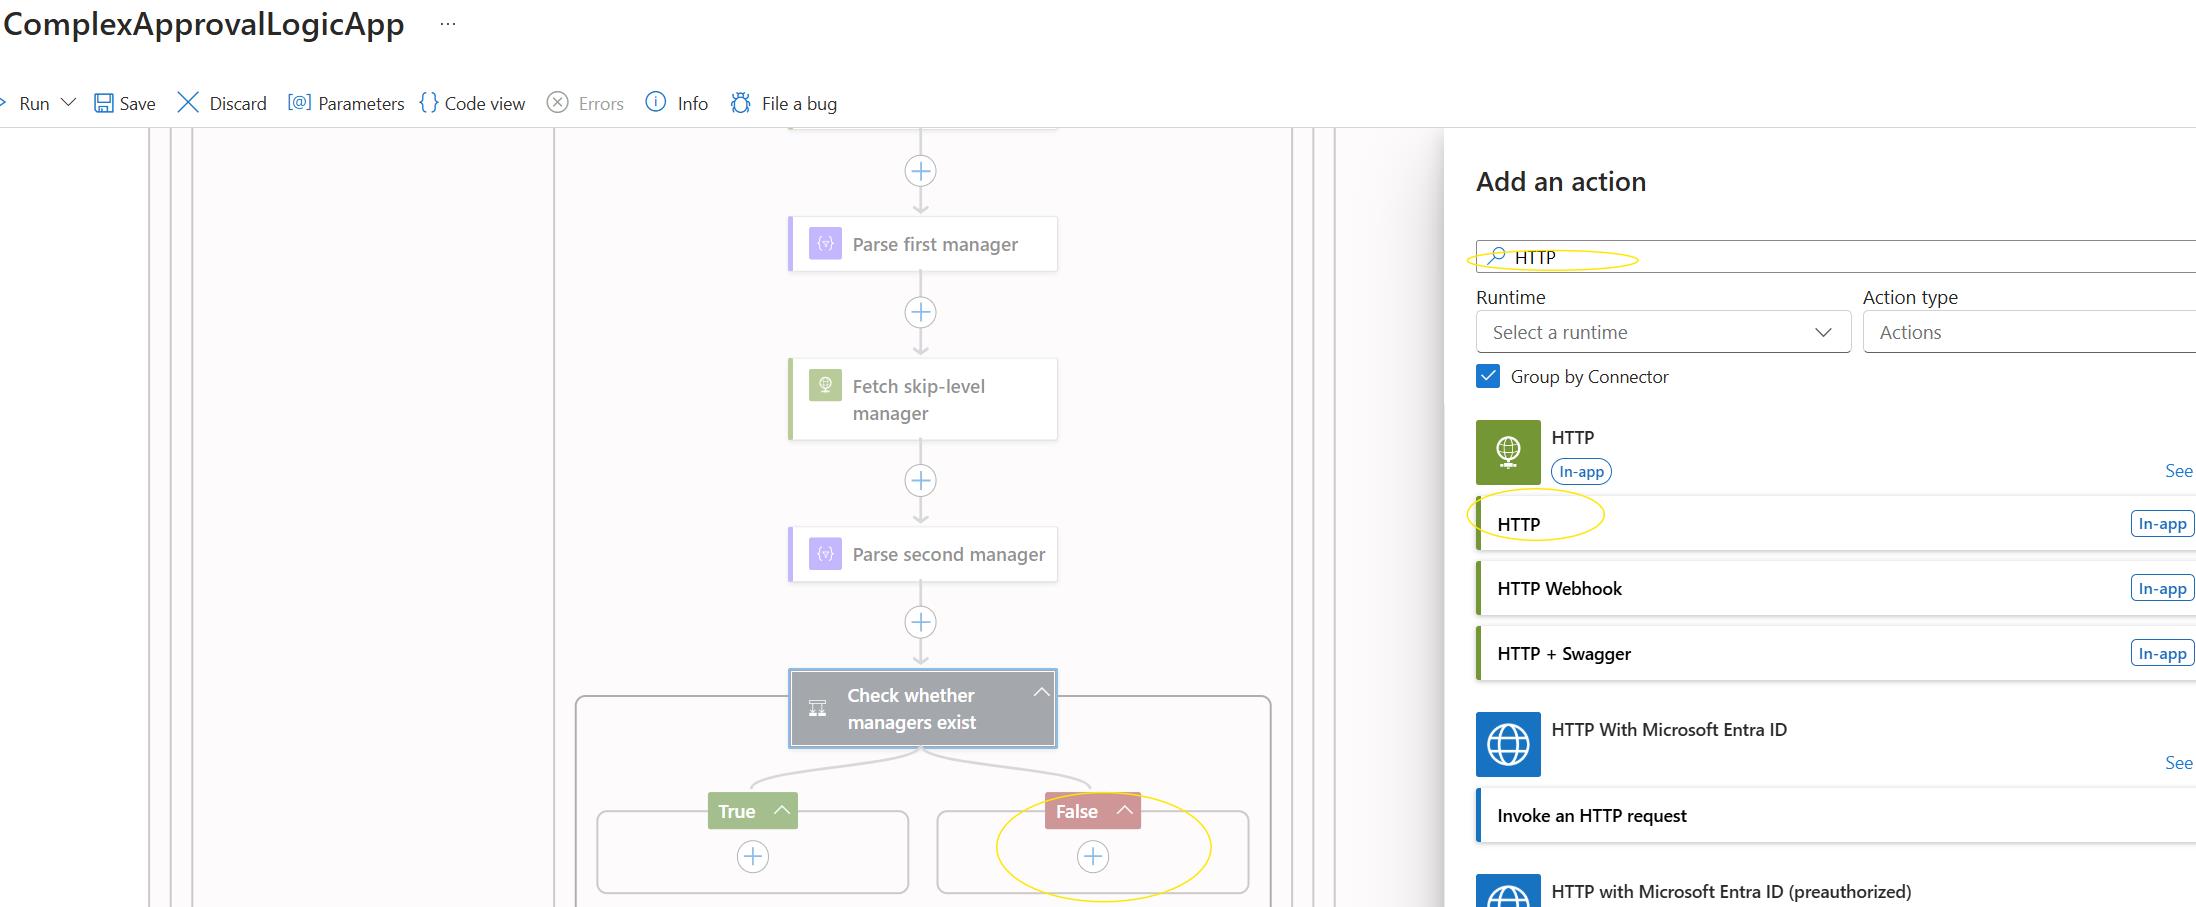 ComplexApprovalLogicApp ...
Run Save Discard [@] Parameters {} Code view Errors Info File a bug
Parse first manager
Fetch skip-level
manager
Parse second manager
Check whether
managers exist
True
False
Add an action
HTTP
Runtime
Action type
Select a runtime
Actions
Group by Connector
HTTP
In-app
See
HTTP
In-app
HTTP Webhook
In-app
HTTP + Swagger
In-app
HTTP With Microsoft Entra ID
See
Invoke an HTTP request
HTTP with Microsoft Entra ID (preauthorized)